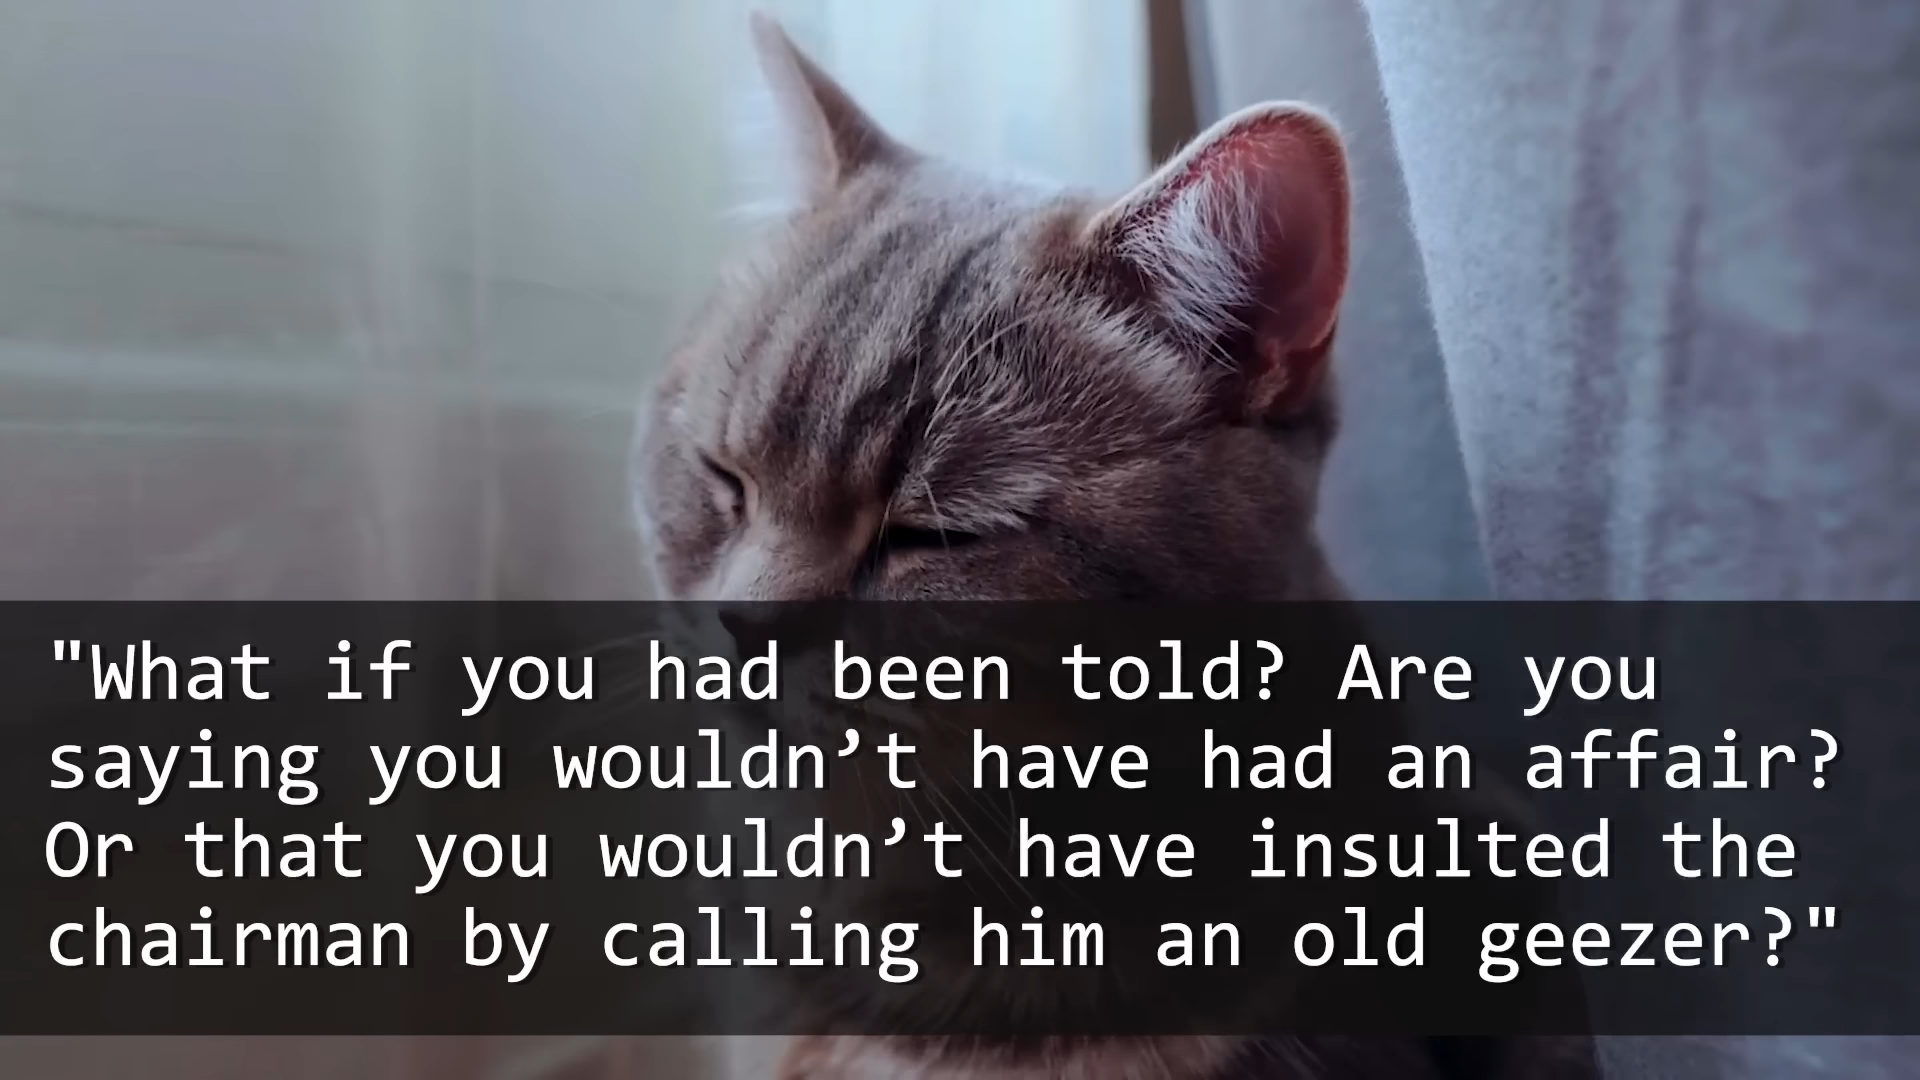 "What if you had been told? Are you
saying you wouldn’t have had an affair?
Or that you wouldn’t have insulted the
chairman by calling him an old geezer?"